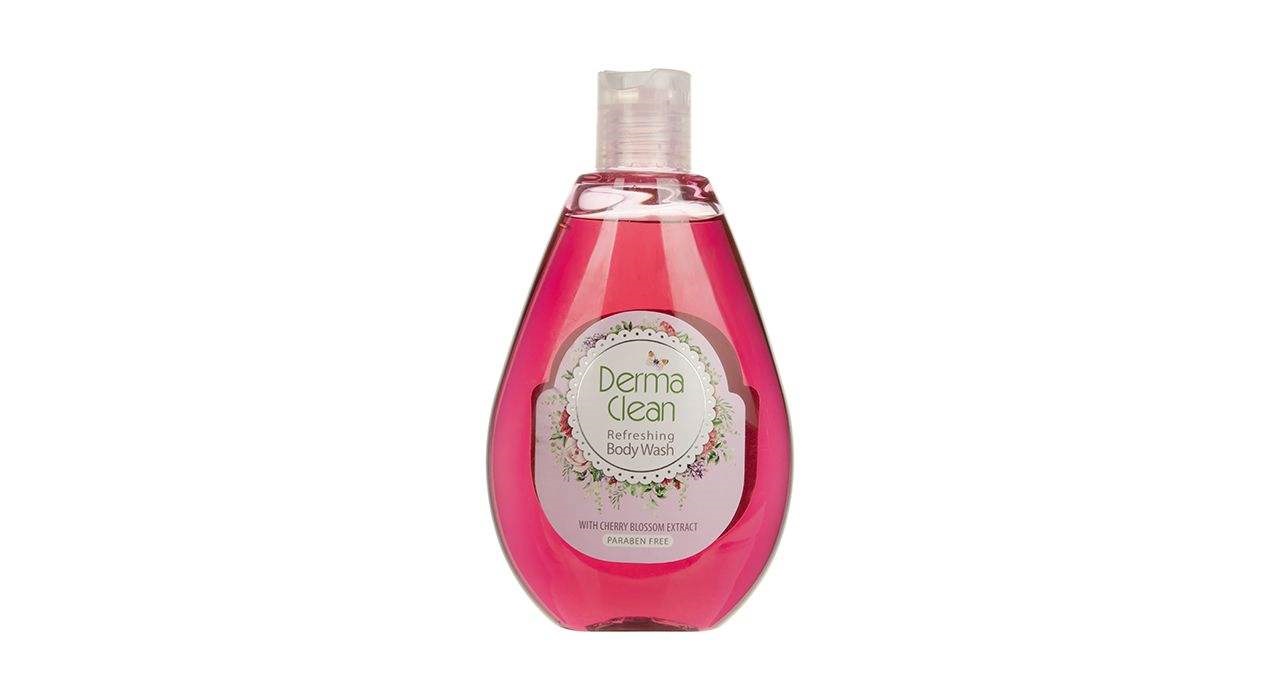 Derma
Clean
Refreshing
Body Wash
WITH CHERRY BLOSSOM EXTRACT
PARABEN FREE